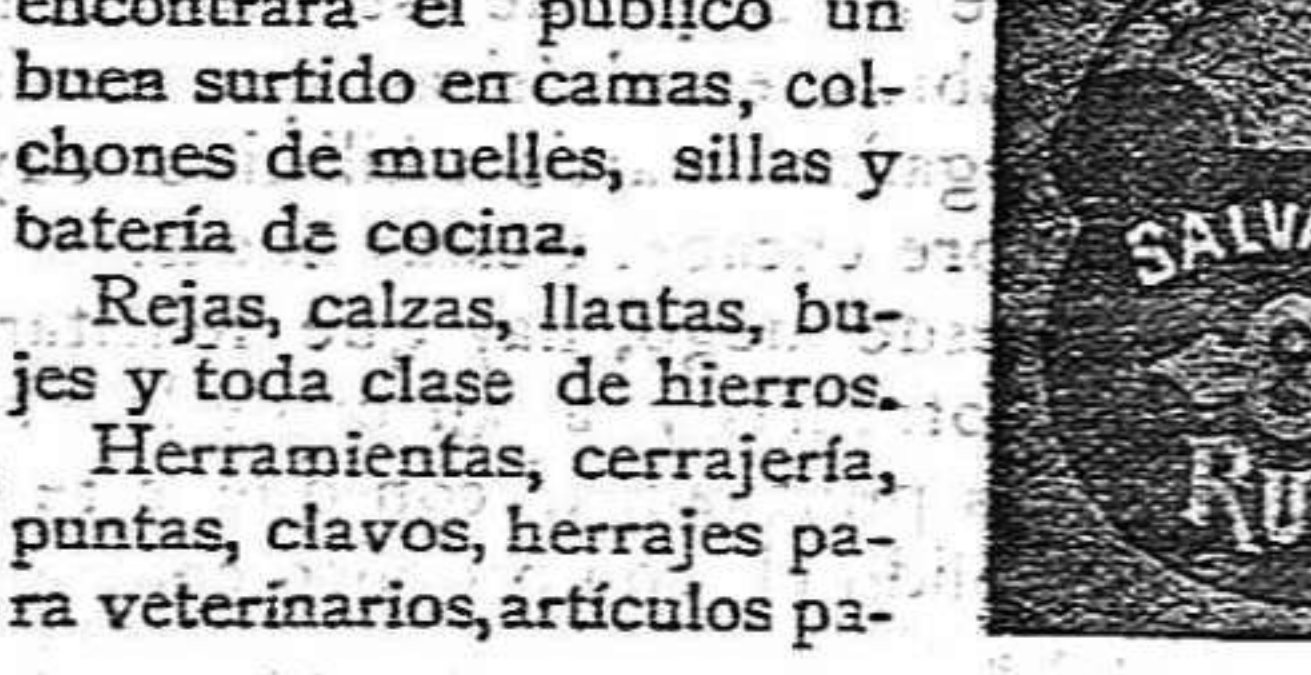 encontrará el público un
buen surtido en camas, col-
chones de muelles, sillas y
batería de cocina.
Rejas, calzas, llantas, bu-
jes y toda clase de hierros.
Herramientas, cerrajería,
puntas, clavos, herrajes pa-
ra veterinarios, artículos pa-
SALVA
&
RU